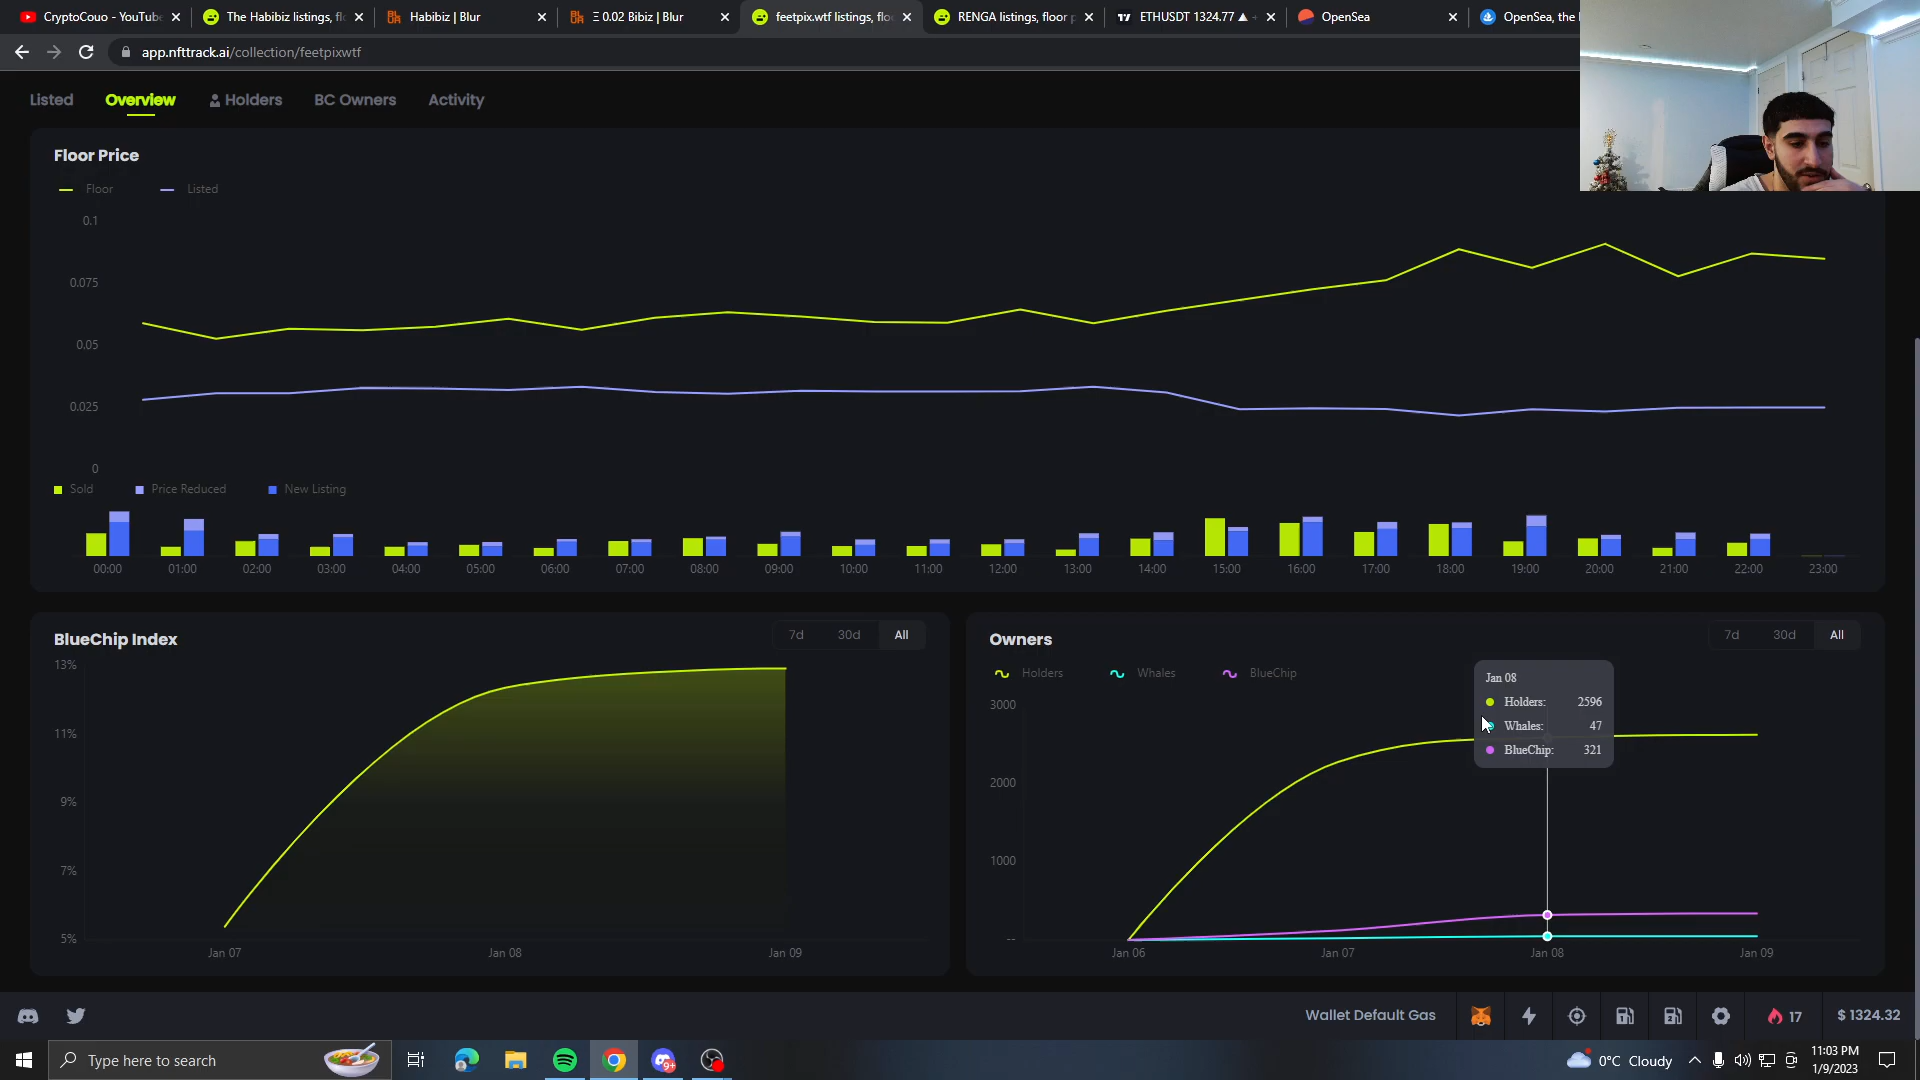 CryptoCouo - YouTube
The Habibiz listings, fl
Habibiz | Blur
Ξ 0.02 Bibiz | Blur
feetpix.wtf listings, flo
RENGA listings, floor p
ETHUSDT 1324.77 ▲
OpenSea
OpenSea, the
app.nfttrack.ai/collection/feetpixwtf
Listed
Overview
Holders
BC Owners
Activity
Floor Price
Floor
Listed
0.1
0.075
0.05
0.025
0
Sold
Price Reduced
New Listing
00:00 01:00 02:00 03:00 04:00 05:00 06:00 07:00 08:00 09:00 10:00 11:00 12:00 13:00 14:00 15:00 16:00 17:00 18:00 19:00 20:00 21:00 22:00 23:00
BlueChip Index
7d 30d All
13%
11%
9%
7%
5%
Jan 07 Jan 08 Jan 09
Owners
7d 30d All
Holders
Whales
BlueChip
3000
2000
1000
--
Jan 08
Holders: 2596
Whales: 47
BlueChip: 321
Jan 06 Jan 07 Jan 08 Jan 09
Wallet Default Gas
1
2
17
$ 1324.32
Type here to search
9+
0°C Cloudy
11:03 PM
1/9/2023